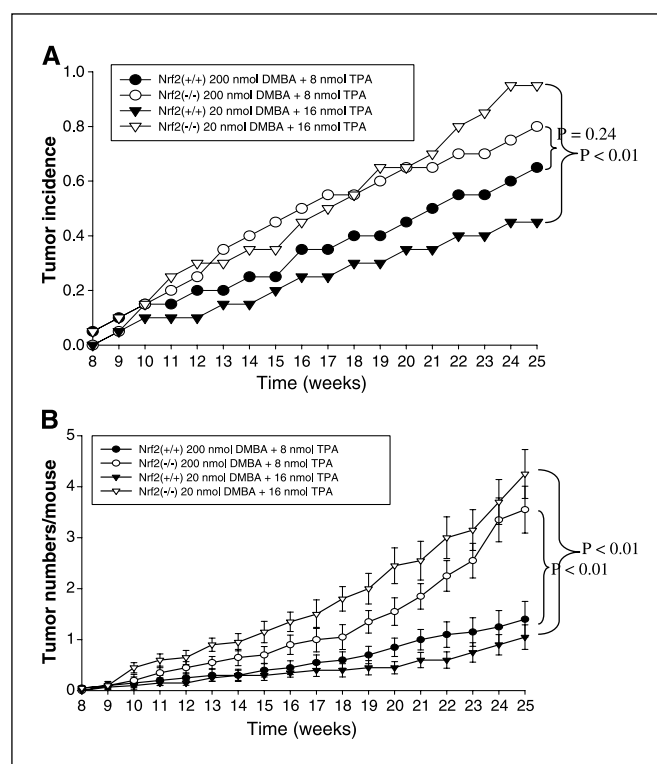 A
Nrf2(+/+) 200 nmol DMBA + 8 nmol TPA
Nrf2(-/-) 200 nmol DMBA + 8 nmol TPA
Nrf2(+/+) 20 nmol DMBA + 16 nmol TPA
Nrf2(-/-) 20 nmol DMBA + 16 nmol TPA
Tumor incidence
1.0
0.8
0.6
0.4
0.2
0.0
P = 0.24
P < 0.01
8 9 10 11 12 13 14 15 16 17 18 19 20 21 22 23 24 25
Time (weeks)
B
Nrf2(+/+) 200 nmol DMBA + 8 nmol TPA
Nrf2(-/-) 200 nmol DMBA + 8 nmol TPA
Nrf2(+/+) 20 nmol DMBA + 16 nmol TPA
Nrf2(-/-) 20 nmol DMBA + 16 nmol TPA
Tumor numbers/mouse
5
4
3
2
1
0
P < 0.01
P < 0.01
8 9 10 11 12 13 14 15 16 17 18 19 20 21 22 23 24 25
Time (weeks)